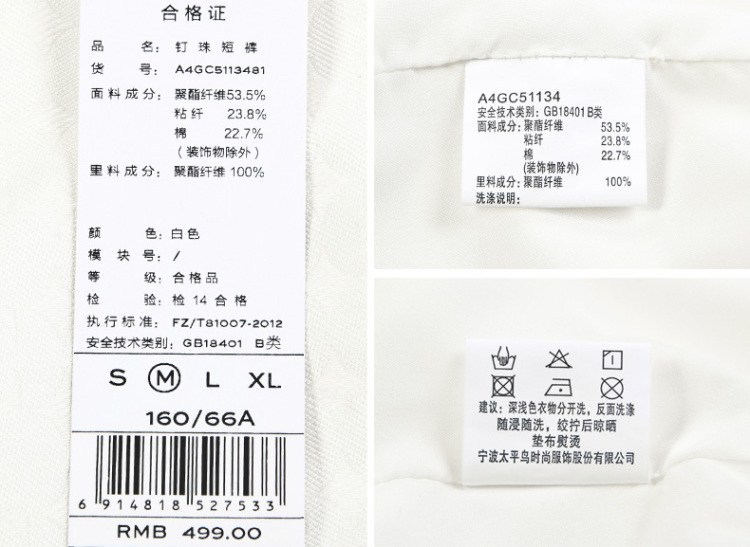 合格证
品 名：钉珠短裤
货 号：A4GC5113481
面料成分：聚酯纤维53.5%
粘纤 23.8%
棉 22.7%
(装饰物除外)
里料成分：聚酯纤维 100%
颜 色：白色
模 块 号：/
等 级：合格品
检 验：检 14 合格
执行标准：FZ/T81007-2012
安全技术类别：GB18401 B类
S M L XL
160/66A
6 914818 527533
RMB 499.00
A4GC51134
安全技术类别：GB18401 B类
面料成分：聚酯纤维 53.5%
粘纤 23.8%
棉 22.7%
(装饰物除外)
里料成分：聚酯纤维 100%
洗涤说明：
建议：深浅色衣物分开洗，反面洗涤
随浸随洗，绞拧后晾晒
垫布熨烫
宁波太平鸟时尚服饰股份有限公司